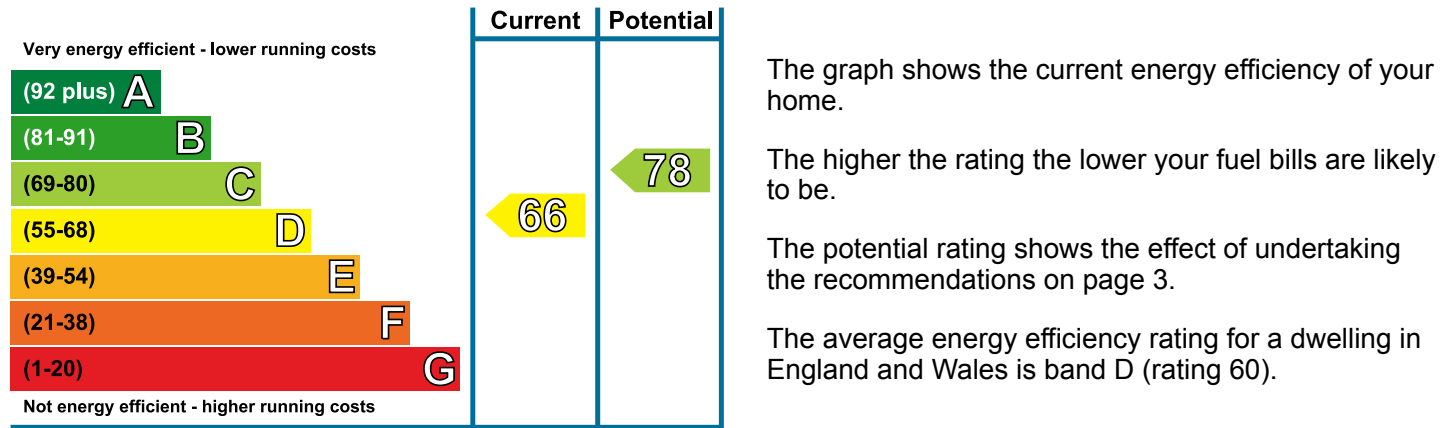 Current Potential
Very energy efficient - lower running costs
(92 plus) A
(81-91) B
(69-80) C
78
(55-68) D
66
(39-54) E
(21-38) F
(1-20) G
Not energy efficient - higher running costs
The graph shows the current energy efficiency of your
home.
The higher the rating the lower your fuel bills are likely
to be.
The potential rating shows the effect of undertaking
the recommendations on page 3.
The average energy efficiency rating for a dwelling in
England and Wales is band D (rating 60).